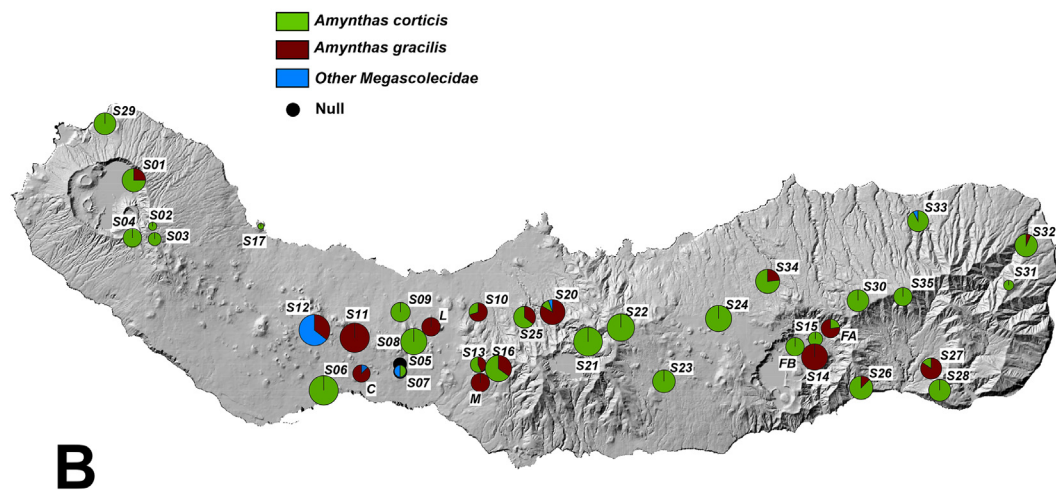 Amynthas corticis
Amynthas gracilis
Other Megascolecidae
Null
S29
S01
S02
S04
S03
S17
S33
S32
S31
S34
S35
S30
S12
S11
S09
L
S10
S20
S25
S22
S24
S08
S05
S07
S13
S16
S21
S15
FA
FB
S14
S06
C
M
S23
S26
S27
S28
B